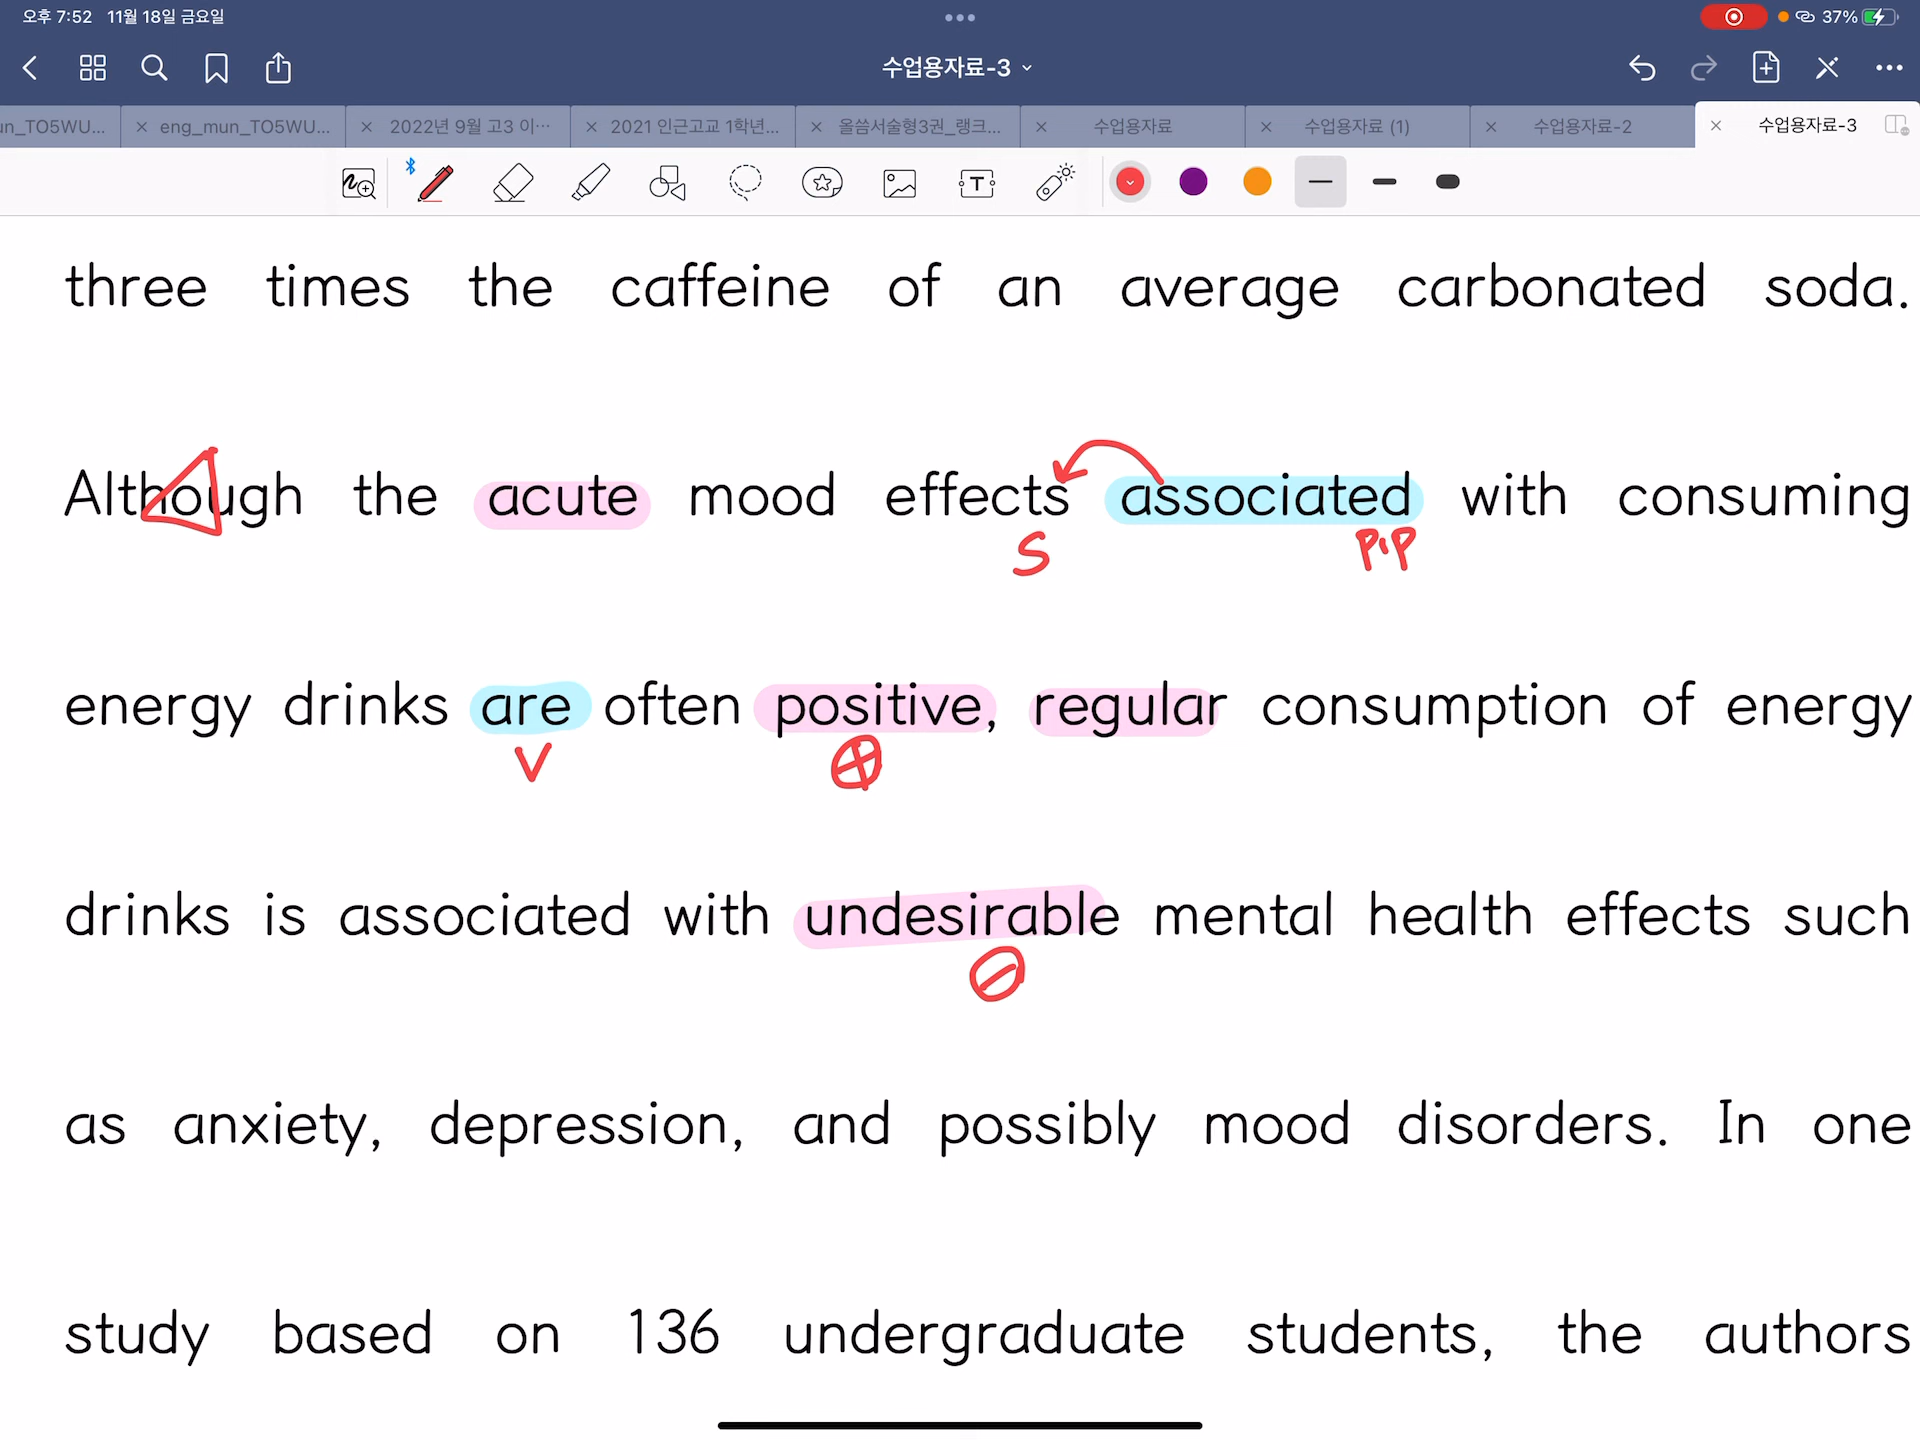 오후 7:52 11월 18일 금요일
37%
수업용자료-3
un_TO5WU...
eng_mun_TO5WU...
2022년 9월 고3 이...
2021 인근고교 1학년...
올씀서술형3권_랭크...
수업용자료
수업용자료 (1)
수업용자료-2
수업용자료-3
three times the caffeine of an average carbonated soda.
Although the acute mood effects associated with consuming
S P.P
energy drinks are often positive, regular consumption of energy
V +
drinks is associated with undesirable mental health effects such
-
as anxiety, depression, and possibly mood disorders. In one
study based on 136 undergraduate students, the authors